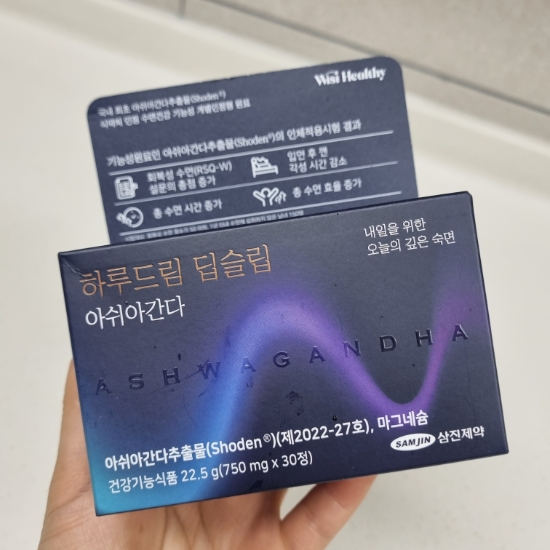 Wisi Healthy
국내 최초 아쉬아간다추출물(Shoden®)
식약처 인정 수면건강 기능성 개별인정형 원료
기능성원료인 아쉬아간다추출물(Shoden®)의 인체적용시험 결과
회복성 수면(RSQ-W)
설문의 총점 증가
입면 후 깬
각성 시간 감소
총 수면 시간 증가
총 수면 효율 증가
내일을 위한
오늘의 깊은 숙면
하루드림 딥슬립
아쉬아간다
ASHWAGANDHA
아쉬아간다추출물(Shoden®)(제2022-27호), 마그네슘
건강기능식품 22.5 g(750 mg x 30정)
SAMJIN 삼진제약